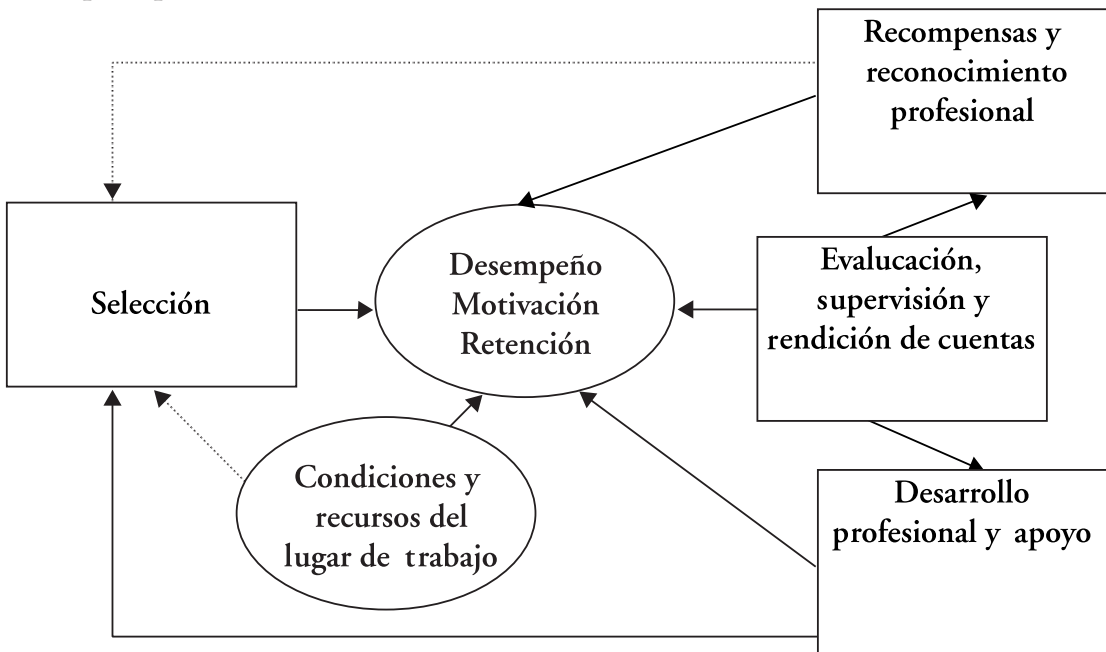 Recompensas y
reconocimiento
profesional
Selección
Desempeño
Motivación
Retención
Evalucación,
supervisión y
rendición de cuentas
Condiciones y
recursos del
lugar de trabajo
Desarrollo
profesional y apoyo